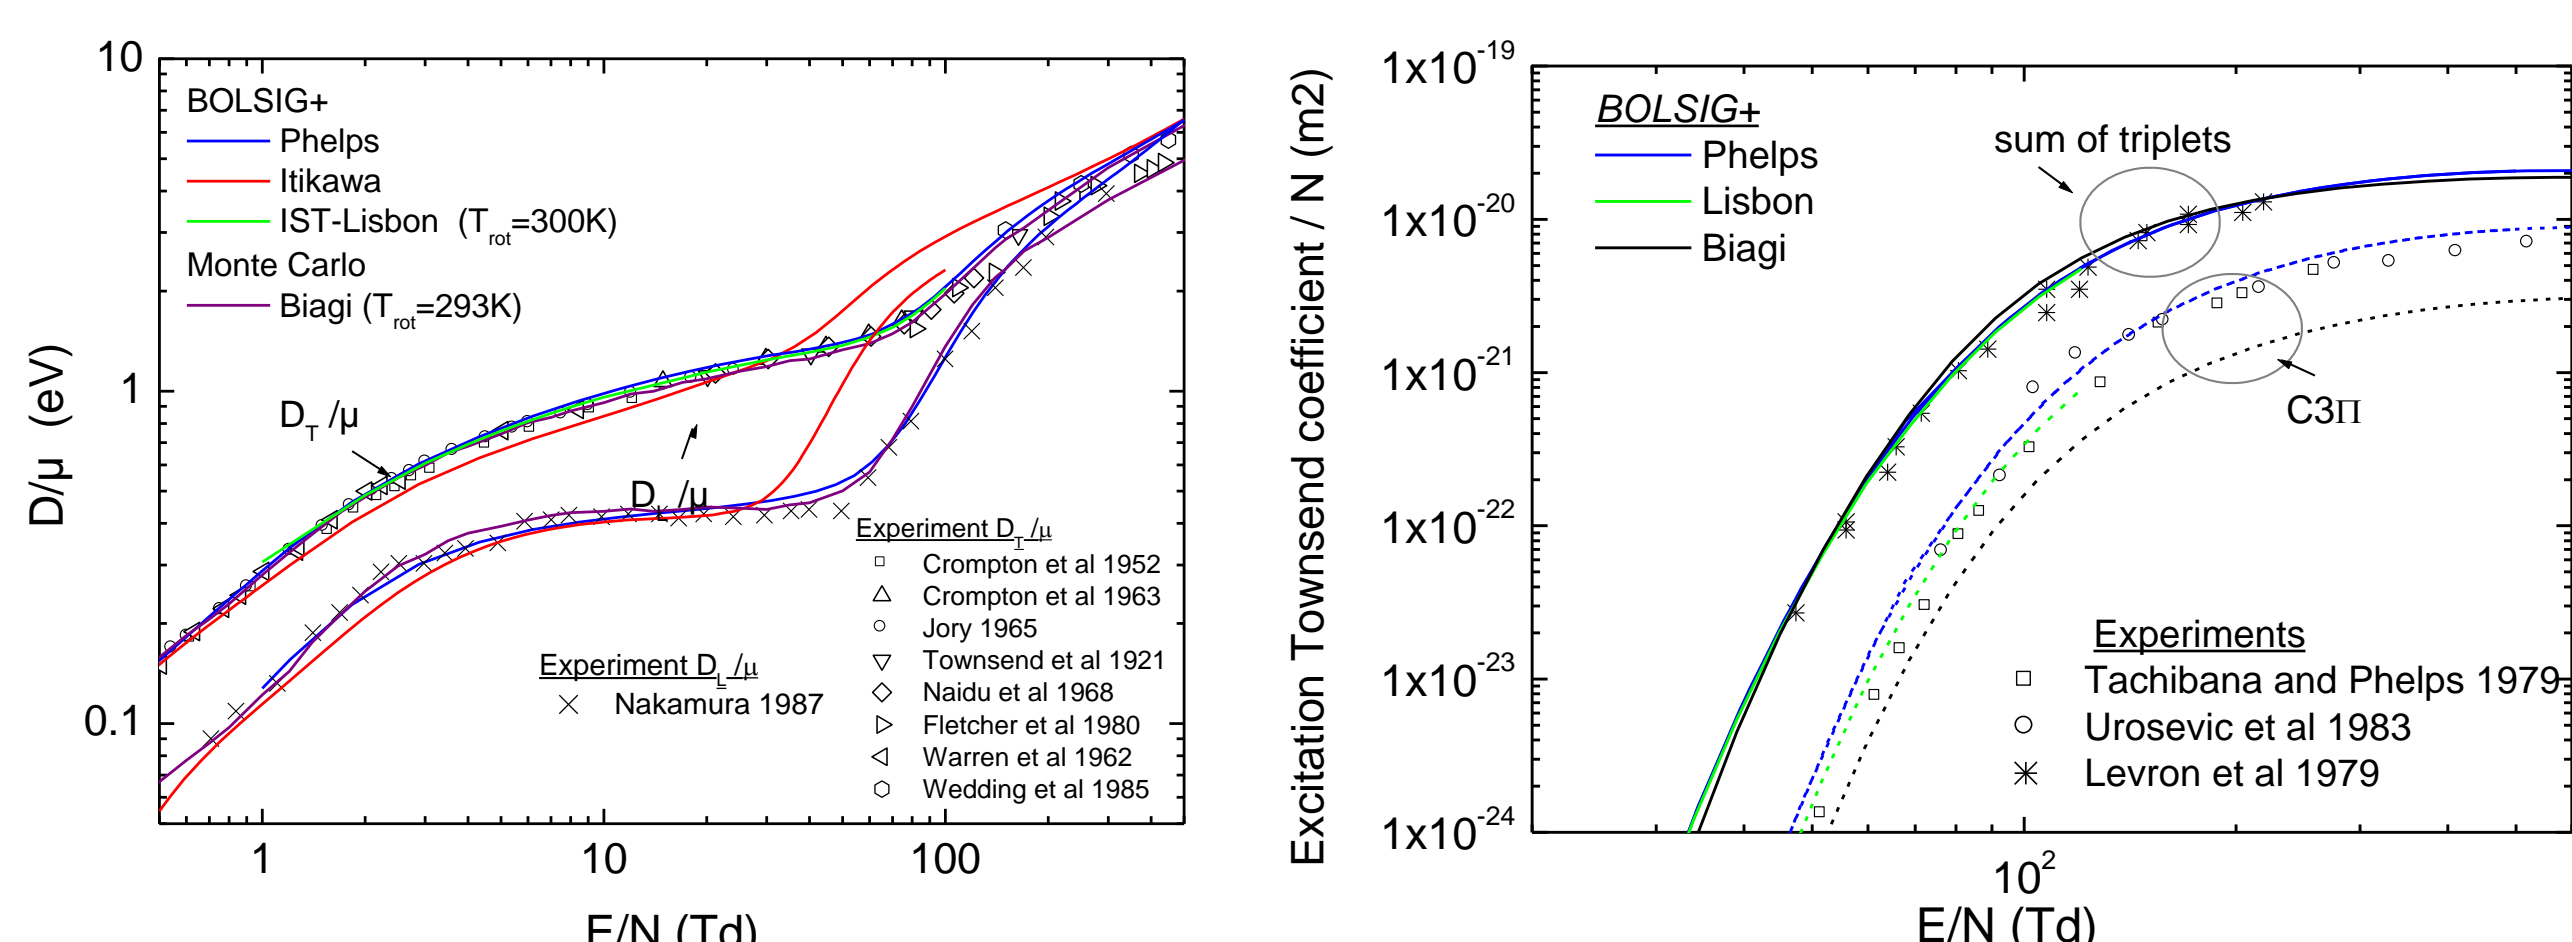 10
1
0.1
D/μ (eV)
BOLSIG+
Phelps
Itikawa
IST-Lisbon (Trot=300K)
Monte Carlo
Biagi (Trot=293K)
DT /μ
DL /μ
Experiment DT /μ
Crompton et al 1952
Crompton et al 1963
Jory 1965
Townsend et al 1921
Naidu et al 1968
Fletcher et al 1980
Warren et al 1962
Wedding et al 1985
Experiment DL /μ
Nakamura 1987
1
10
100
E/N (Td)
Excitation Townsend coefficient / N (m2)
1x10-19
1x10-20
1x10-21
1x10-22
1x10-23
1x10-24
BOLSIG+
Phelps
Lisbon
Biagi
sum of triplets
C3Π
Experiments
Tachibana and Phelps 1979
Urosevic et al 1983
Levron et al 1979
102
E/N (Td)